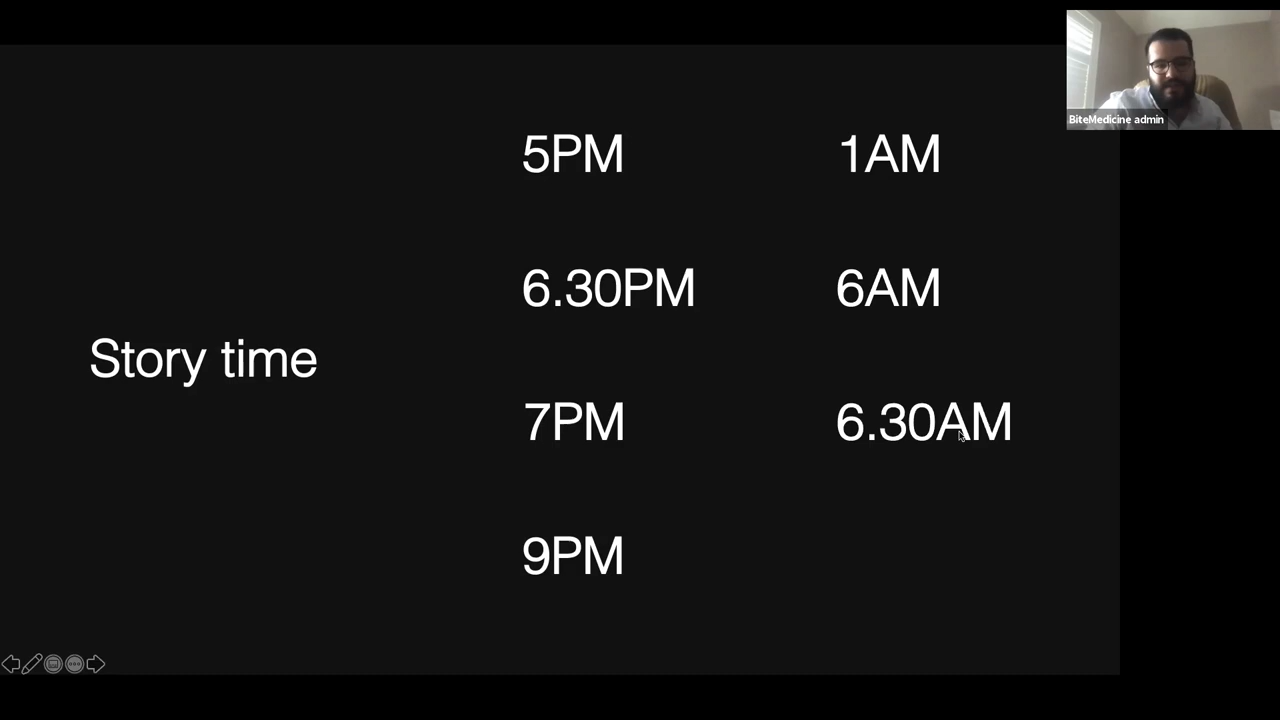 BiteMedicine admin
Story time
5PM
6.30PM
7PM
9PM
1AM
6AM
6.30AM